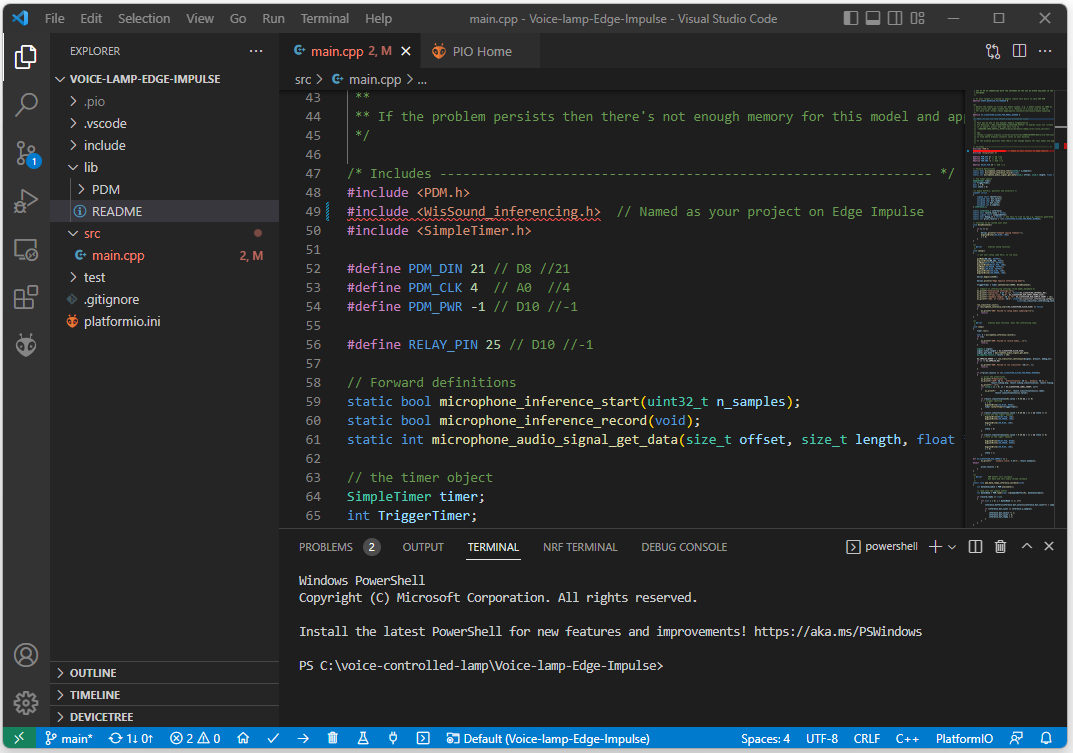 File Edit Selection View Go Run Terminal Help main.cpp - Voice-lamp-Edge-Impulse - Visual Studio Code
EXPLORER
main.cpp 2, M PIO Home
VOICE-LAMP-EDGE-IMPULSE
src > main.cpp > ...
.pio
.vscode
include
lib
PDM
README
src
main.cpp 2, M
test
.gitignore
platformio.ini
43 **
44 ** If the problem persists then there's not enough memory for this model and app
45 */
46
47 /* Includes ---------------------------------------------------------------- */
48 #include <PDM.h>
49 #include <WisSound_inferencing.h> // Named as your project on Edge Impulse
50 #include <SimpleTimer.h>
51
52 #define PDM_DIN 21 // D8 //21
53 #define PDM_CLK 4 // A0 //4
54 #define PDM_PWR -1 // D10 //-1
55
56 #define RELAY_PIN 25 // D10 //-1
57
58 // Forward definitions
59 static bool microphone_inference_start(uint32_t n_samples);
60 static bool microphone_inference_record(void);
61 static int microphone_audio_signal_get_data(size_t offset, size_t length, float
62
63 // the timer object
64 SimpleTimer timer;
65 int TriggerTimer;
PROBLEMS 2 OUTPUT TERMINAL NRF TERMINAL DEBUG CONSOLE powershell
Windows PowerShell
Copyright (C) Microsoft Corporation. All rights reserved.
Install the latest PowerShell for new features and improvements! https://aka.ms/PSWindows
PS C:\voice-controlled-lamp\Voice-lamp-Edge-Impulse>
1
OUTLINE
TIMELINE
DEVICETREE
main* 1↓ 0↑ 2 0 Default (Voice-lamp-Edge-Impulse) Spaces: 4 UTF-8 CRLF C++ PlatformIO